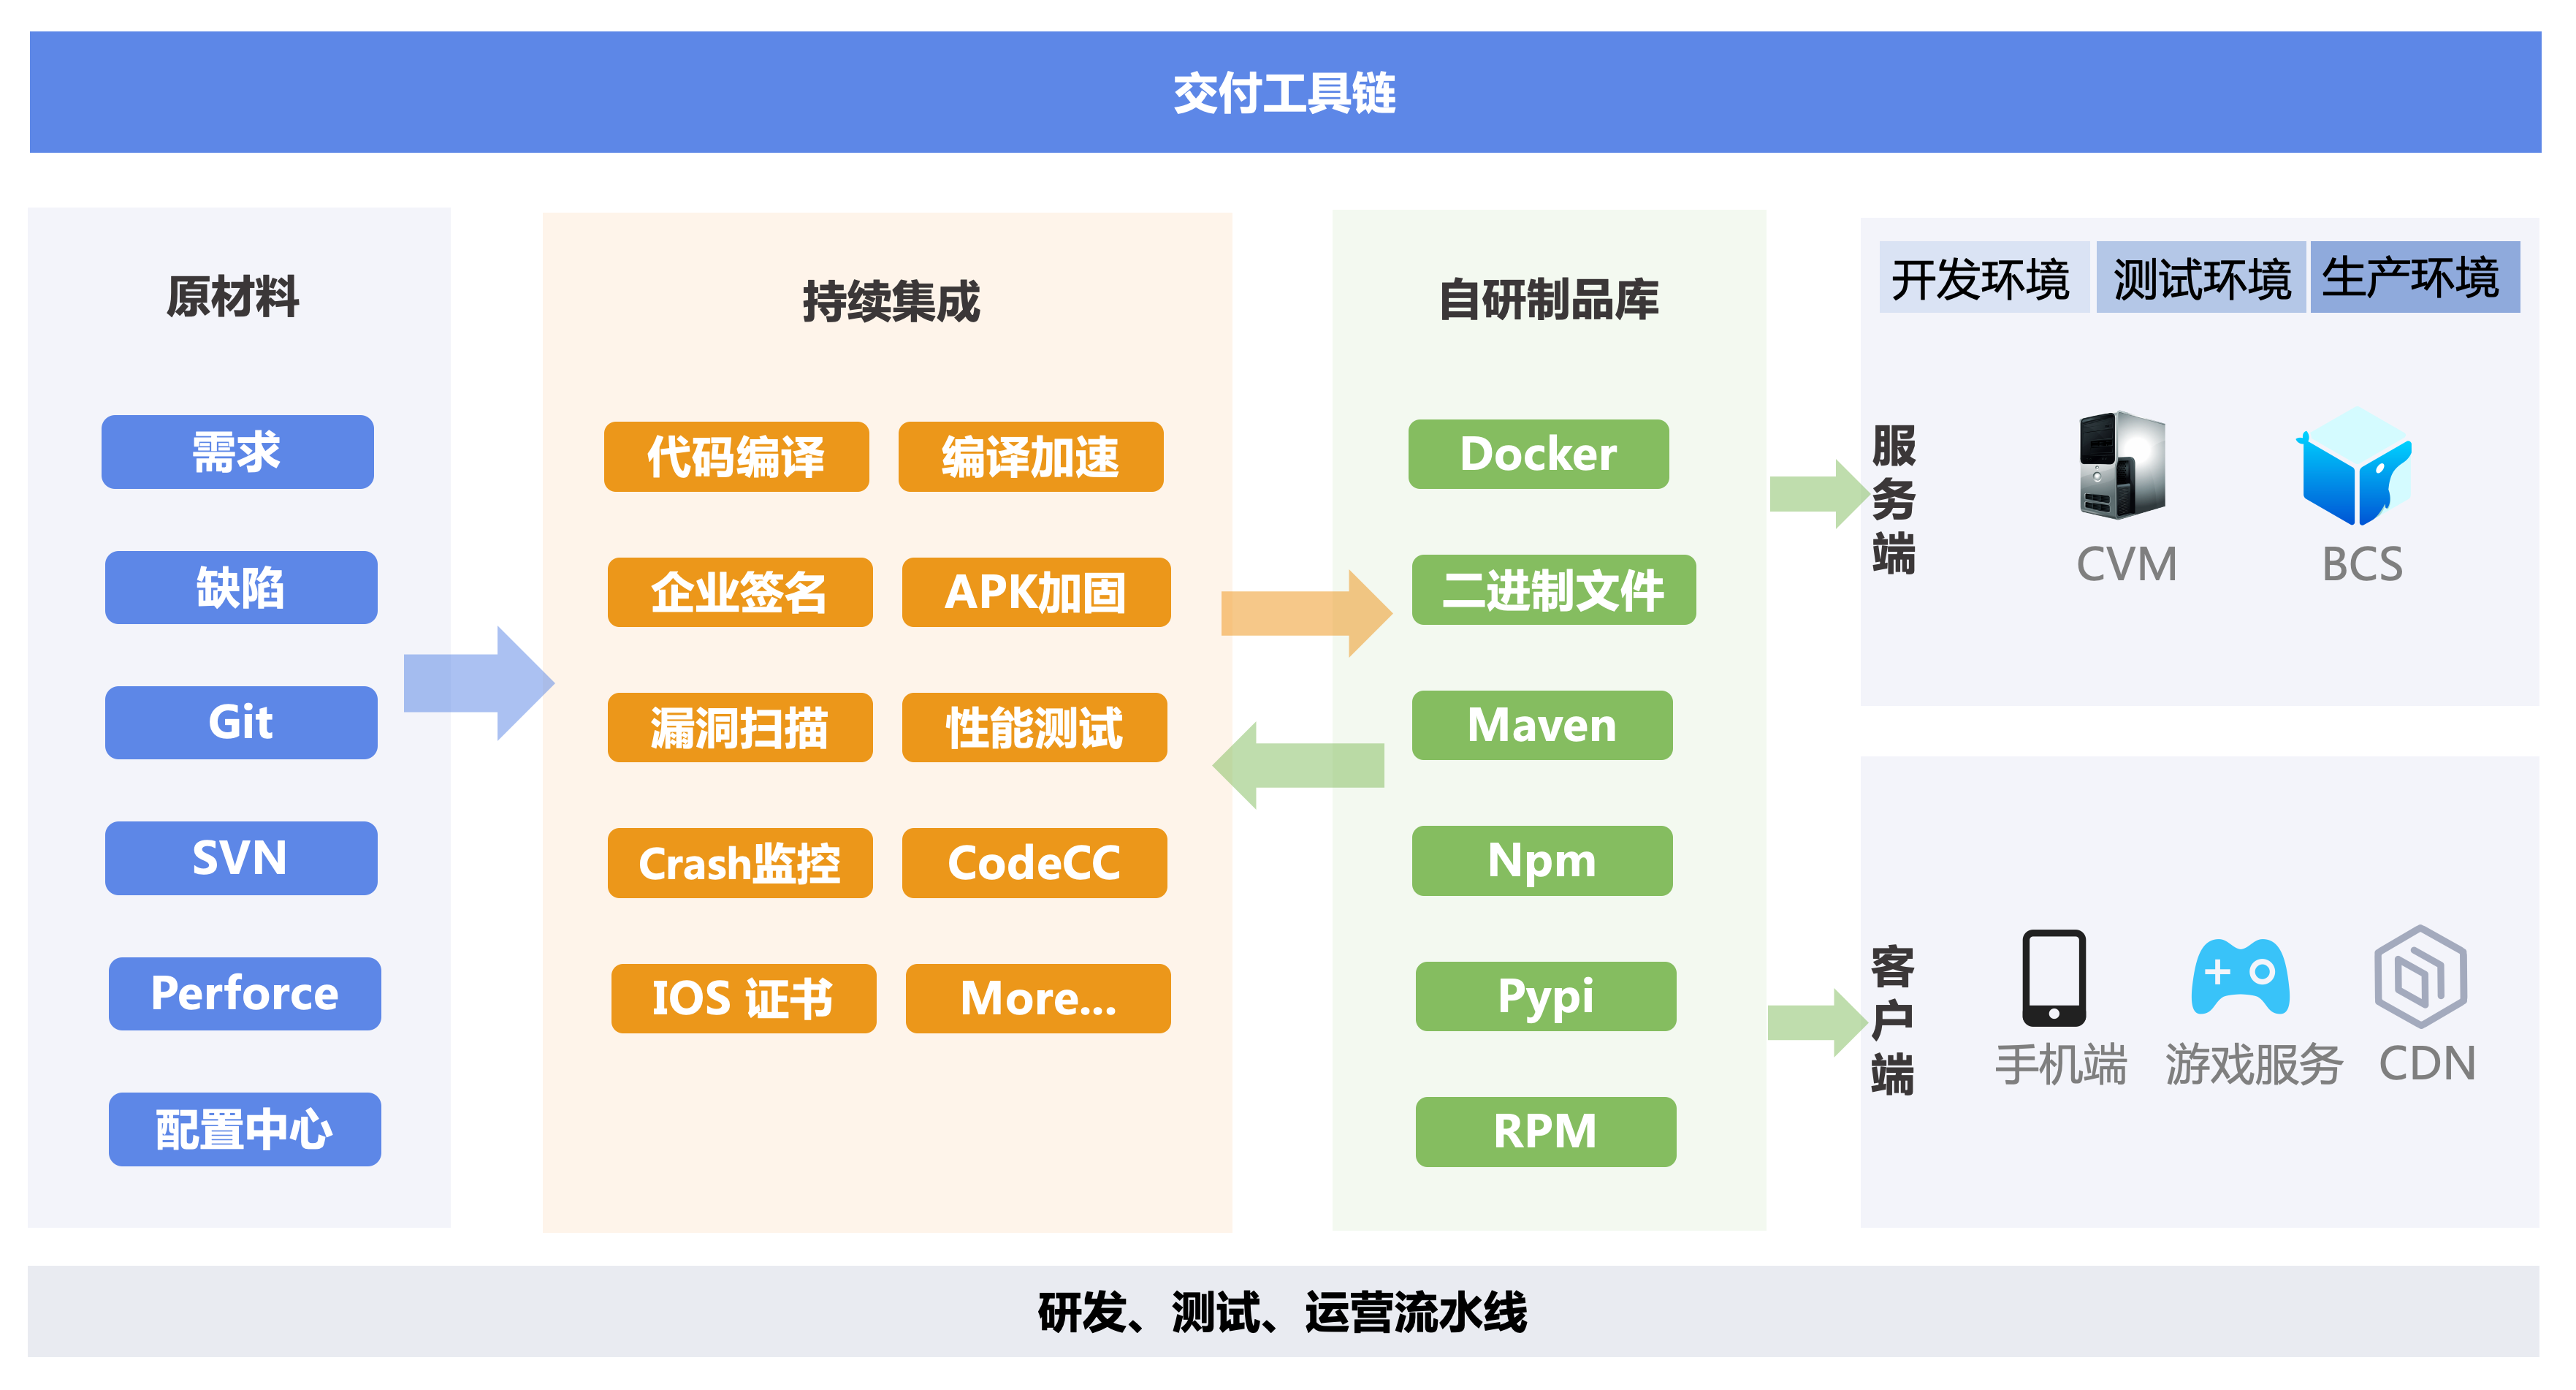 交付工具链
原材料
需求
缺陷
Git
SVN
Perforce
配置中心
持续集成
代码编译
编译加速
企业签名
APK加固
漏洞扫描
性能测试
Crash监控
CodeCC
IOS 证书
More...
自研制品库
Docker
二进制文件
Maven
Npm
Pypi
RPM
开发环境
测试环境
生产环境
服务端
CVM
BCS
客户端
手机端
游戏服务
CDN
研发、测试、运营流水线